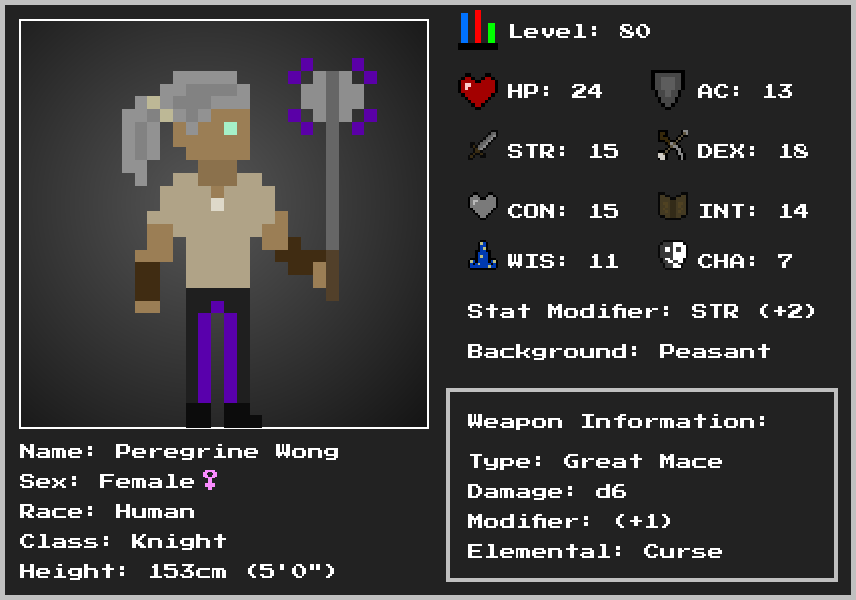 Level: 80
HP: 24
AC: 13
STR: 15
DEX: 18
CON: 15
INT: 14
WIS: 11
CHA: 7
Stat Modifier: STR (+2)
Background: Peasant
Weapon Information:
Type: Great Mace
Damage: d6
Modifier: (+1)
Elemental: Curse
Name: Peregrine Wong
Sex: Female♀
Race: Human
Class: Knight
Height: 153cm (5'0")